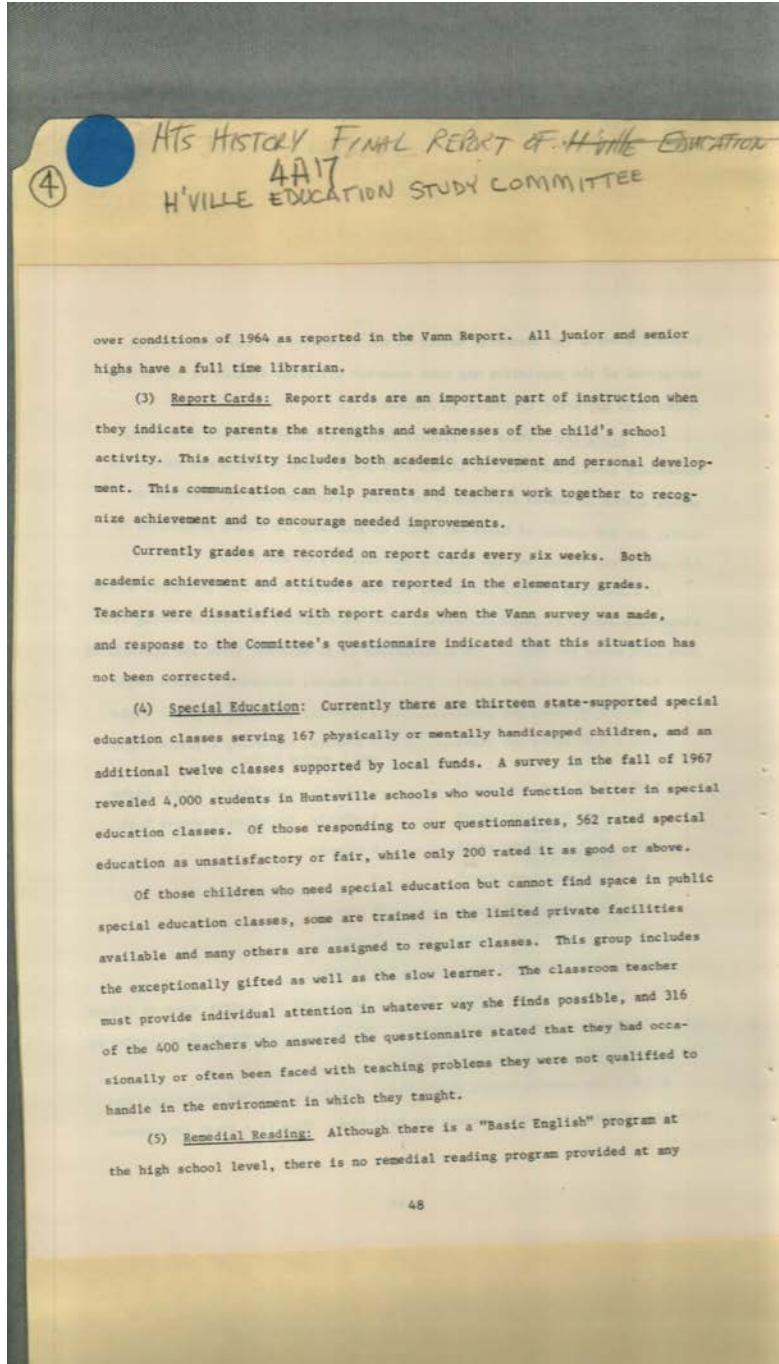 HTS HISTORY FINAL REPORT OF H'VILLE EDUCATION
4A17
④
H'VILLE EDUCATION STUDY COMMITTEE
over conditions of 1964 as reported in the Vann Report. All junior and senior
highs have a full time librarian.
(3) Report Cards: Report cards are an important part of instruction when
they indicate to parents the strengths and weaknesses of the child's school
activity. This activity includes both academic achievement and personal develop-
ment. This communication can help parents and teachers work together to recog-
nize achievement and to encourage needed improvements.
Currently grades are recorded on report cards every six weeks. Both
academic achievement and attitudes are reported in the elementary grades.
Teachers were dissatisfied with report cards when the Vann survey was made,
and response to the Committee's questionnaire indicated that this situation has
not been corrected.
(4) Special Education: Currently there are thirteen state-supported special
education classes serving 167 physically or mentally handicapped children, and an
additional twelve classes supported by local funds. A survey in the fall of 1967
revealed 4,000 students in Huntsville schools who would function better in special
education classes. Of those responding to our questionnaires, 562 rated special
education as unsatisfactory or fair, while only 200 rated it as good or above.
Of those children who need special education but cannot find space in public
special education classes, some are trained in the limited private facilities
available and many others are assigned to regular classes. This group includes
the exceptionally gifted as well as the slow learner. The classroom teacher
must provide individual attention in whatever way she finds possible, and 316
of the 400 teachers who answered the questionnaire stated that they had occa-
sionally or often been faced with teaching problems they were not qualified to
handle in the environment in which they taught.
(5) Remedial Reading: Although there is a "Basic English" program at
the high school level, there is no remedial reading program provided at any
48